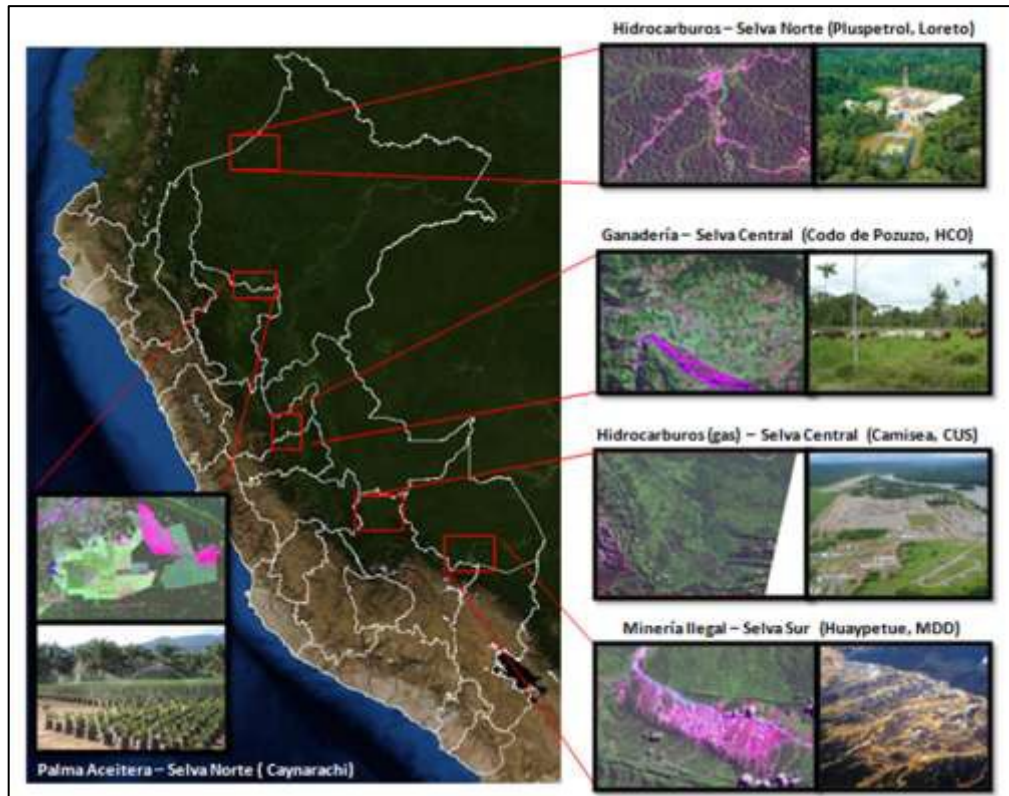 Hidrocarburos – Selva Norte (Pluspetrol, Loreto)
Ganadería – Selva Central (Codo de Pozuzo, HCO)
Hidrocarburos (gas) – Selva Central (Camisea, CUS)
Minería Ilegal – Selva Sur (Huaypetue, MDD)
Palma Aceitera – Selva Norte ( Caynarachi)